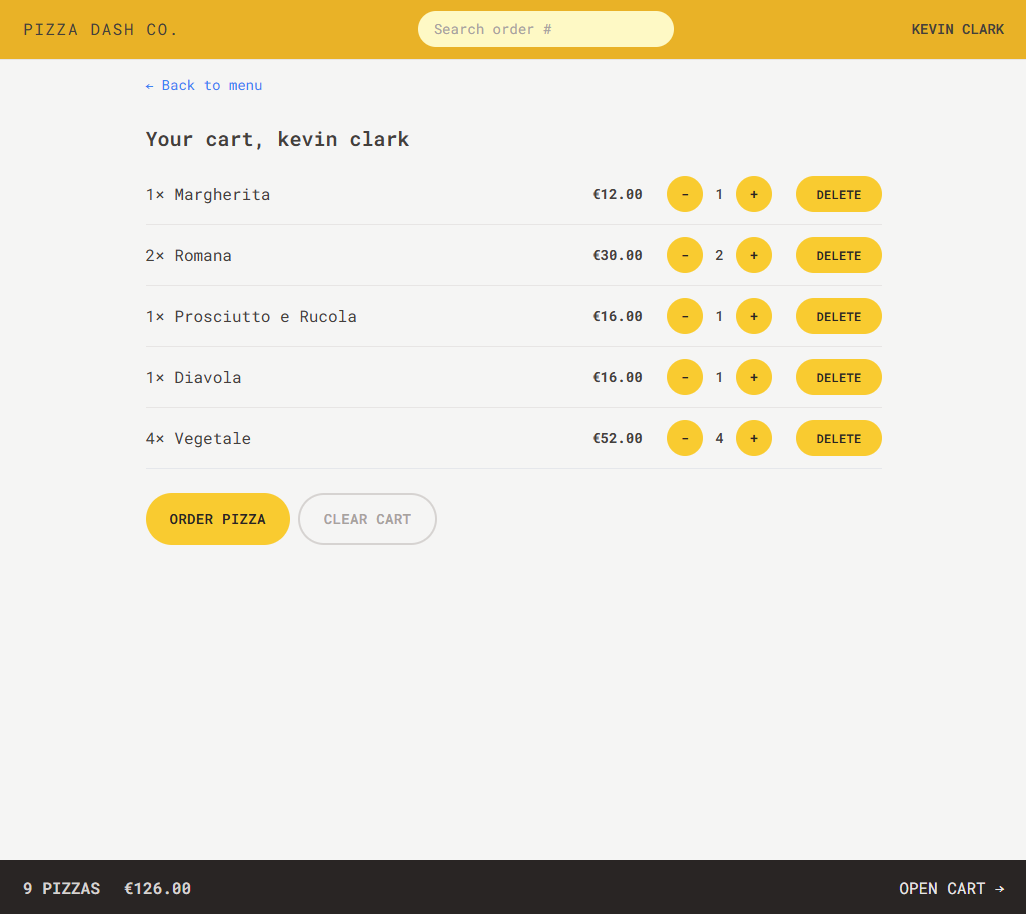 PIZZA DASH CO. Search order # KEVIN CLARK
← Back to menu
Your cart, kevin clark
1× Margherita €12.00 - 1 + DELETE
2× Romana €30.00 - 2 + DELETE
1× Prosciutto e Rucola €16.00 - 1 + DELETE
1× Diavola €16.00 - 1 + DELETE
4× Vegetale €52.00 - 4 + DELETE
ORDER PIZZA CLEAR CART
9 PIZZAS €126.00 OPEN CART →